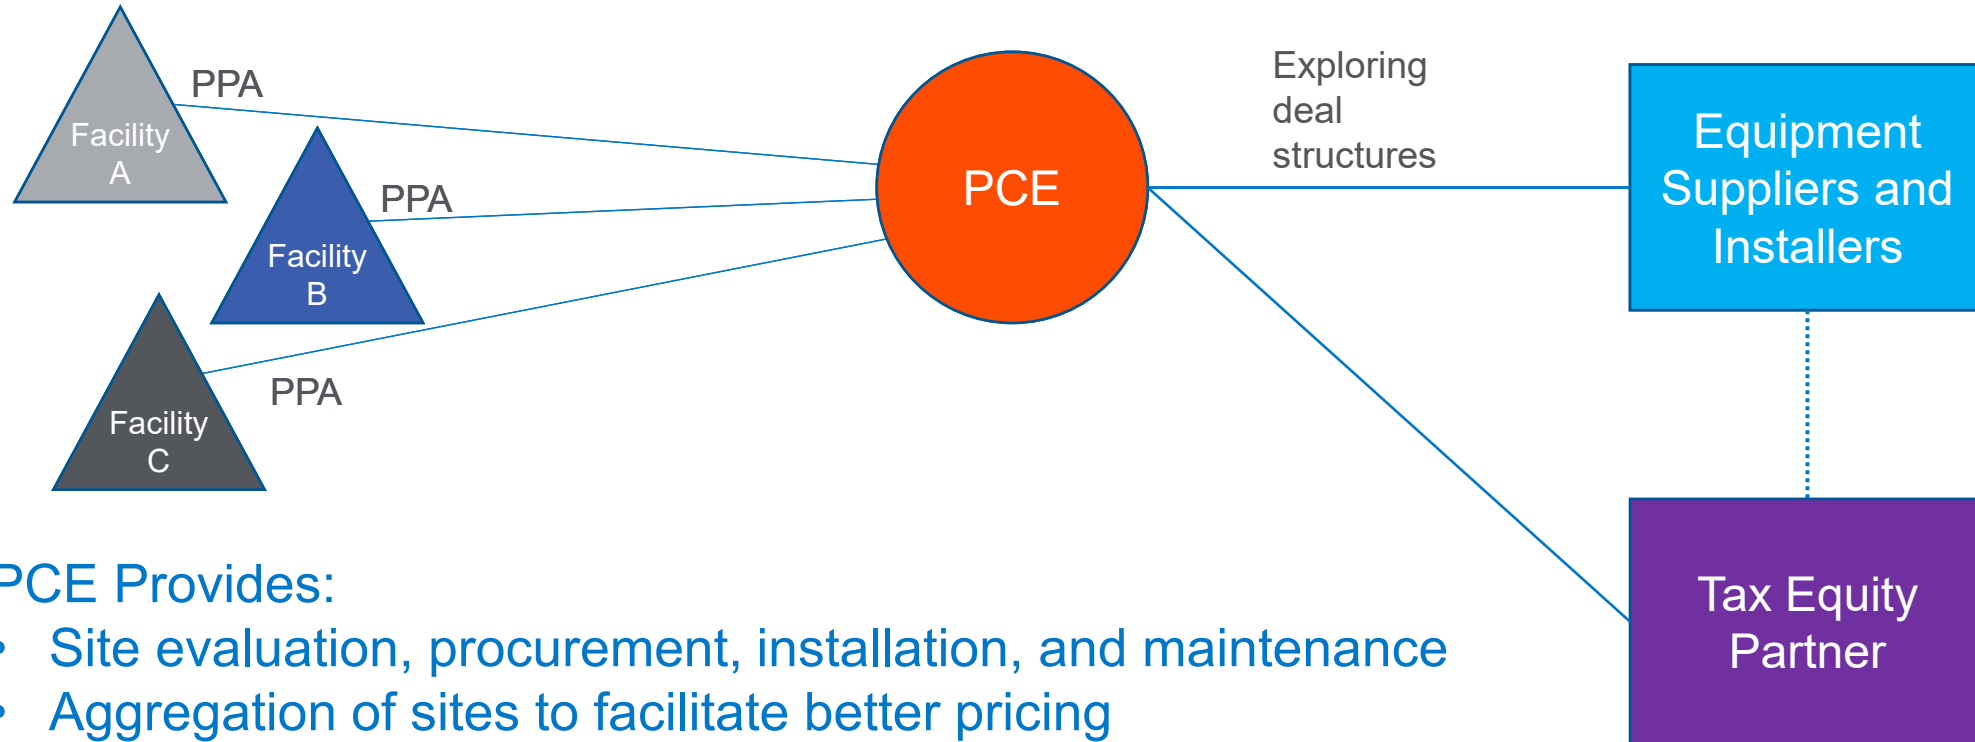 PPA
Facility
A
PPA
Facility
B
PPA
Facility
C
PCE
Exploring
deal
structures
Equipment
Suppliers and
Installers
Tax Equity
Partner
PCE Provides:
• Site evaluation, procurement, installation, and maintenance
• Aggregation of sites to facilitate better pricing